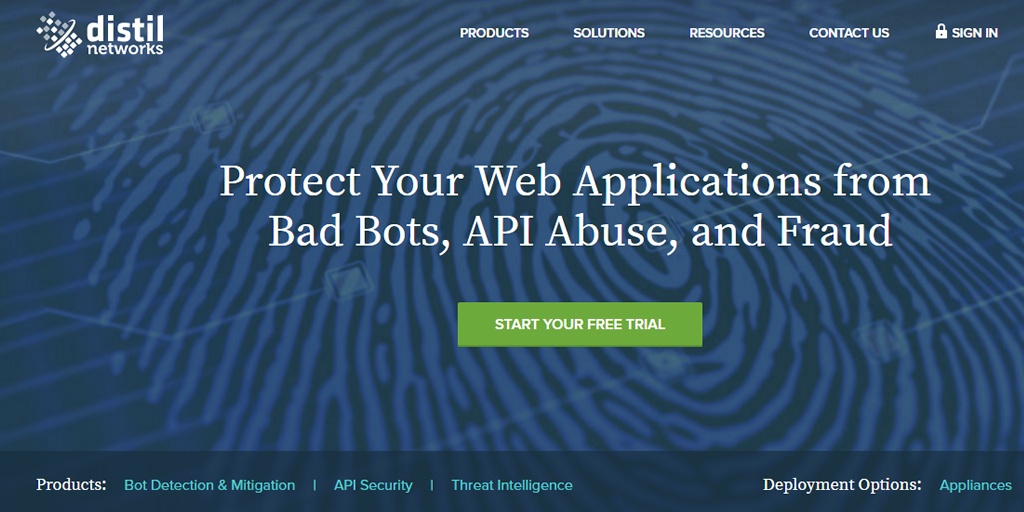 distil
networks
PRODUCTS SOLUTIONS RESOURCES CONTACT US SIGN IN
Protect Your Web Applications from
Bad Bots, API Abuse, and Fraud
START YOUR FREE TRIAL
Products: Bot Detection & Mitigation | API Security | Threat Intelligence Deployment Options: Appliances